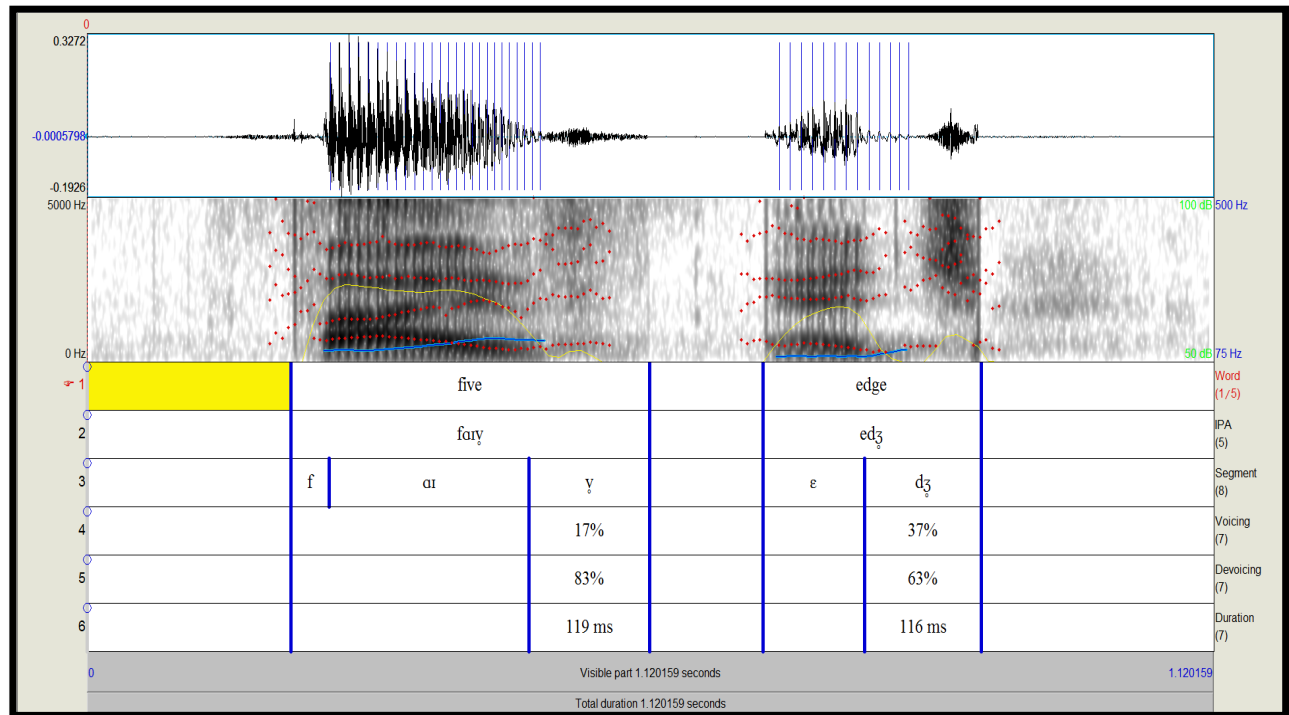 0
0.3272
-0.0005798
-0.1926
5000 Hz
100 dB 500 Hz
0 Hz
50 dB 75 Hz
1 five edge Word
(1/5)
2 fɑɪv̥ edʒ̥ IPA
(5)
3 f ɑɪ v̥ ɛ dʒ̥ Segment
(8)
4 17% 37% Voicing
(7)
5 83% 63% Devoicing
(7)
6 119 ms 116 ms Duration
(7)
0 Visible part 1.120159 seconds 1.120159
Total duration 1.120159 seconds